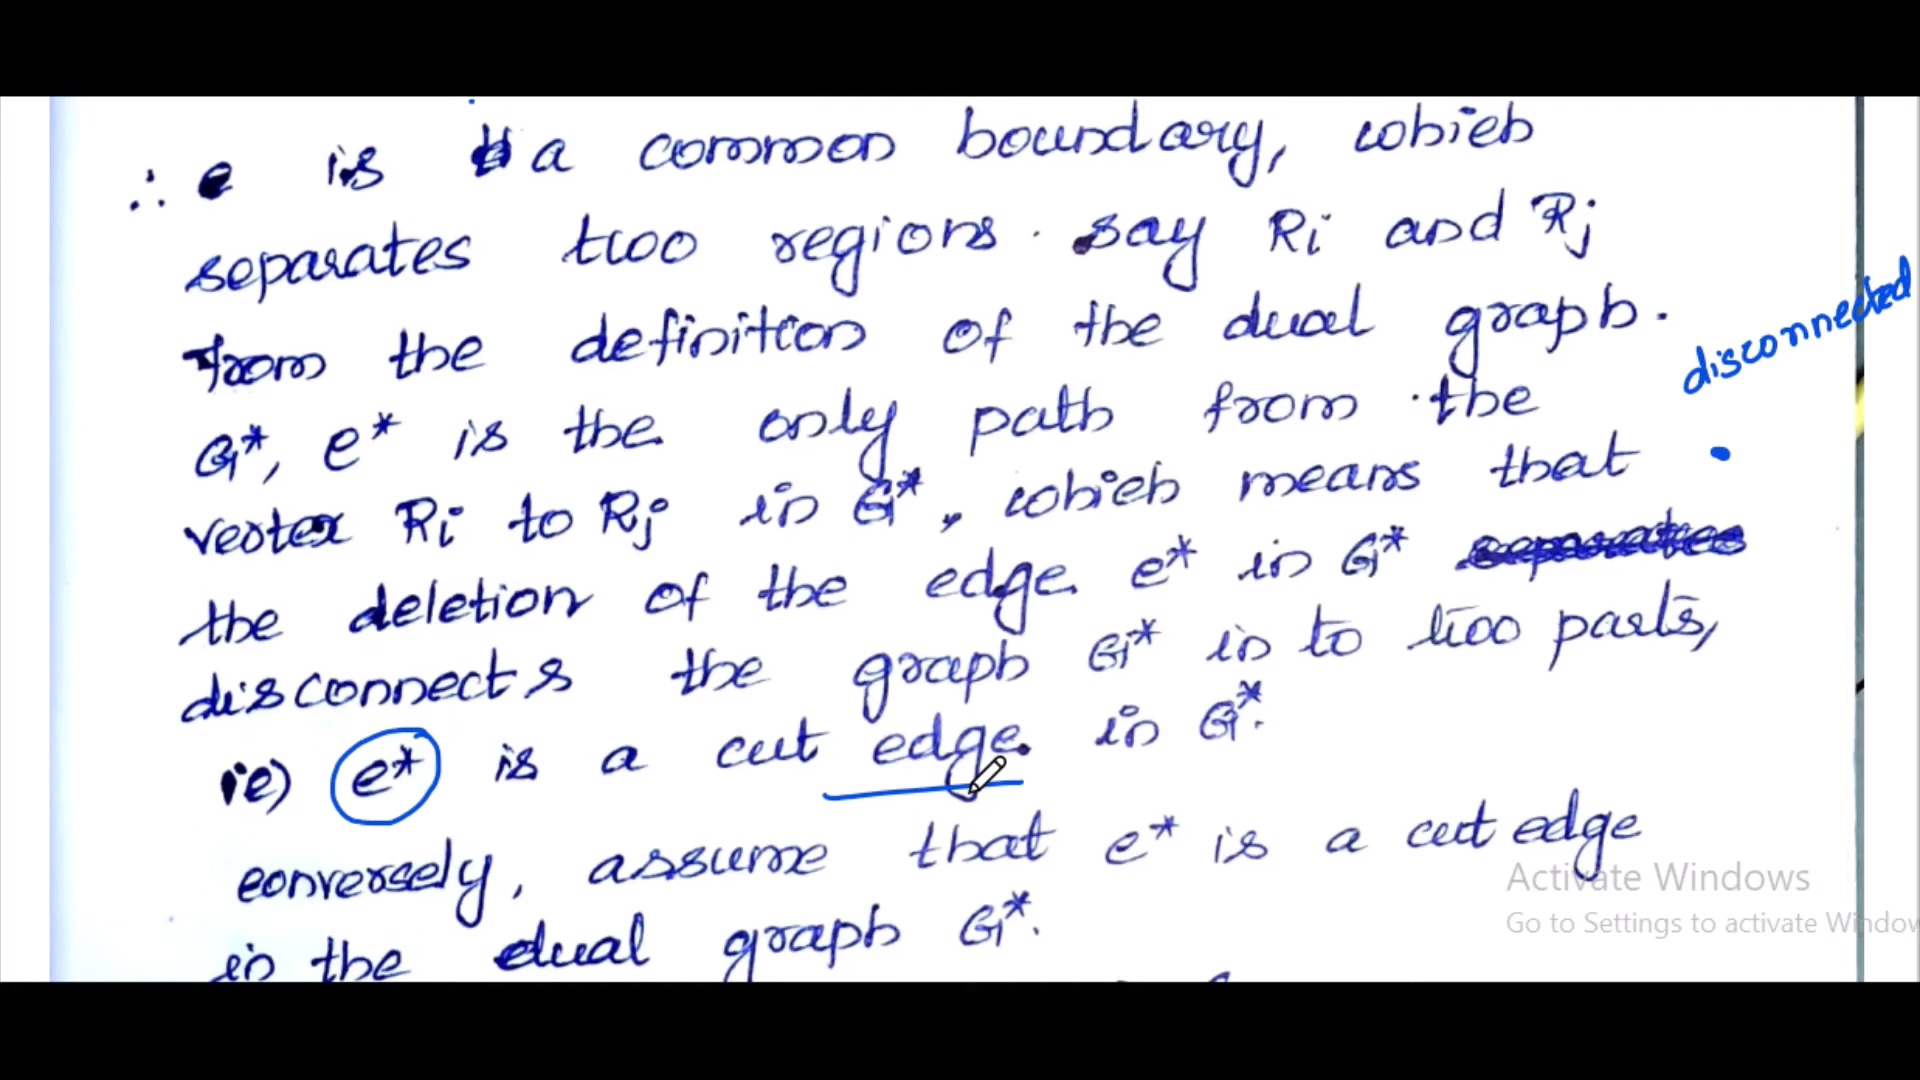 ∴ e is a common boundary, which
separates two regions. say Ri and Rj
disconnected
From the definition of the dual graph.
G*, e* is the only path from the
vertex Ri to Rj in G*, which means that
the deletion of the edge e* in G*
disconnects the graph G* in to two parts,
ie) e* is a cut edge in G*.
conversely, assume that e* is a cut edge
in the dual graph G*.
Activate Windows
Go to Settings to activate Window